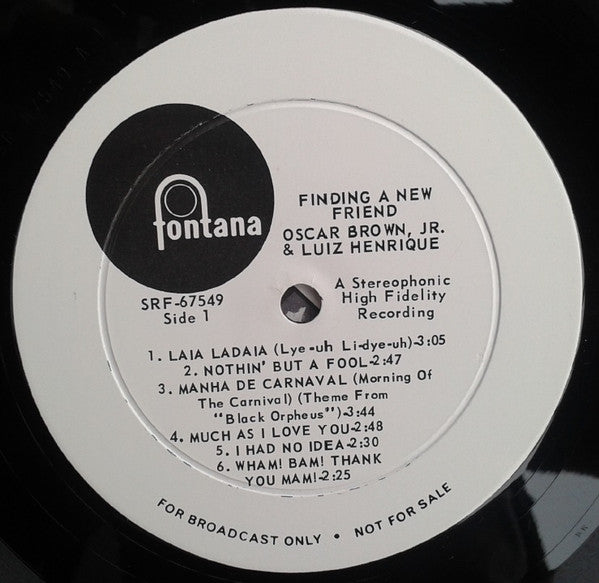 fontana
FINDING A NEW
FRIEND
OSCAR BROWN, JR.
& LUIZ HENRIQUE
SRF-67549
Side 1
A Stereophonic
High Fidelity
Recording
1. LAIA LADAIA (Lye-uh Li-dye-uh)-3:05
2. NOTHIN' BUT A FOOL-2:47
3. MANHA DE CARNAVAL (Morning Of
The Carnival) (Theme From
"Black Orpheus")-3:44
4. MUCH AS I LOVE YOU-2:48
5. I HAD NO IDEA-2:30
6. WHAM! BAM! THANK
YOU MAM!-2:25
FOR BROADCAST ONLY • NOT FOR SALE